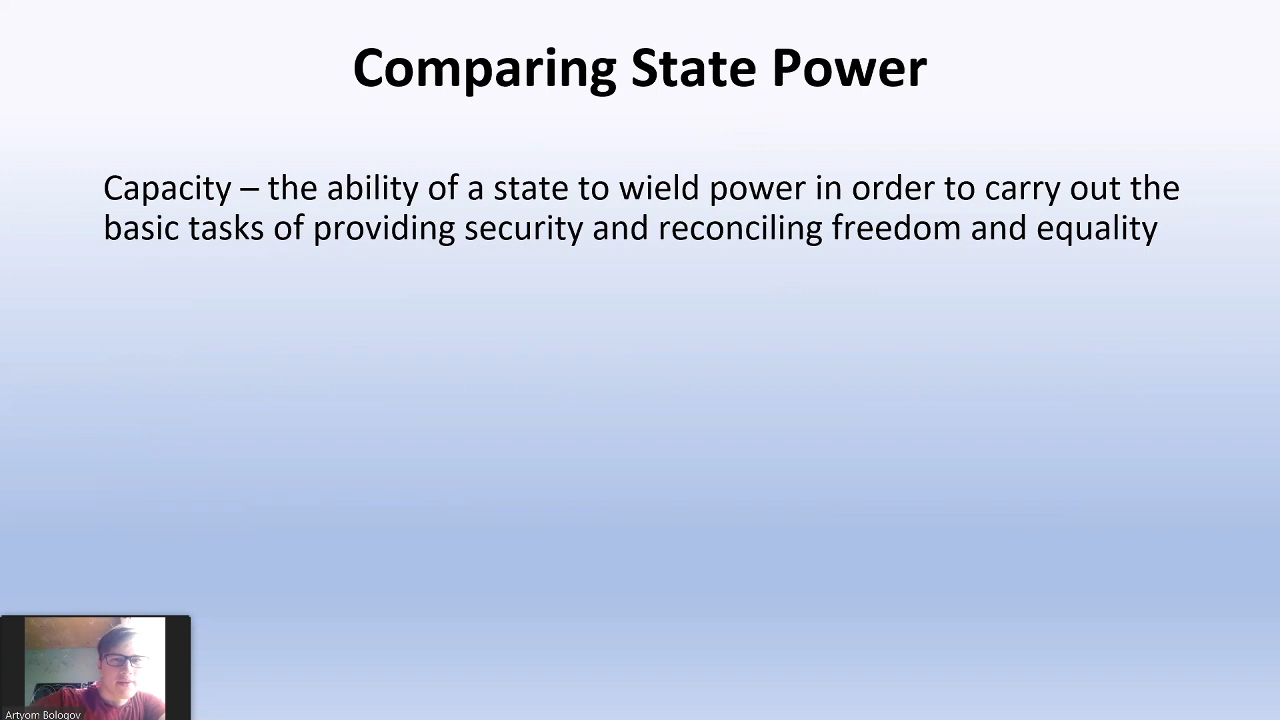 Comparing State Power
Capacity – the ability of a state to wield power in order to carry out the
basic tasks of providing security and reconciling freedom and equality
Artyom Bologov